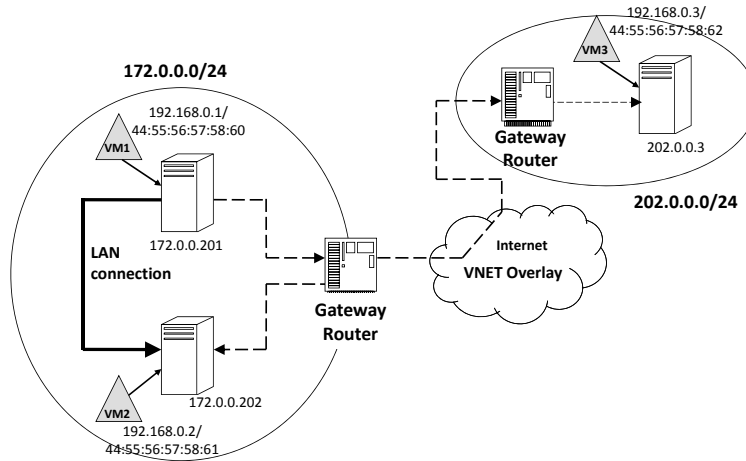 192.168.0.3/
44:55:56:57:58:62
VM3
172.0.0.0/24
192.168.0.1/
44:55:56:57:58:60
VM1
Gateway
Router
202.0.0.3
202.0.0.0/24
172.0.0.201
LAN
connection
Internet
VNET Overlay
Gateway
Router
172.0.0.202
VM2
192.168.0.2/
44:55:56:57:58:61